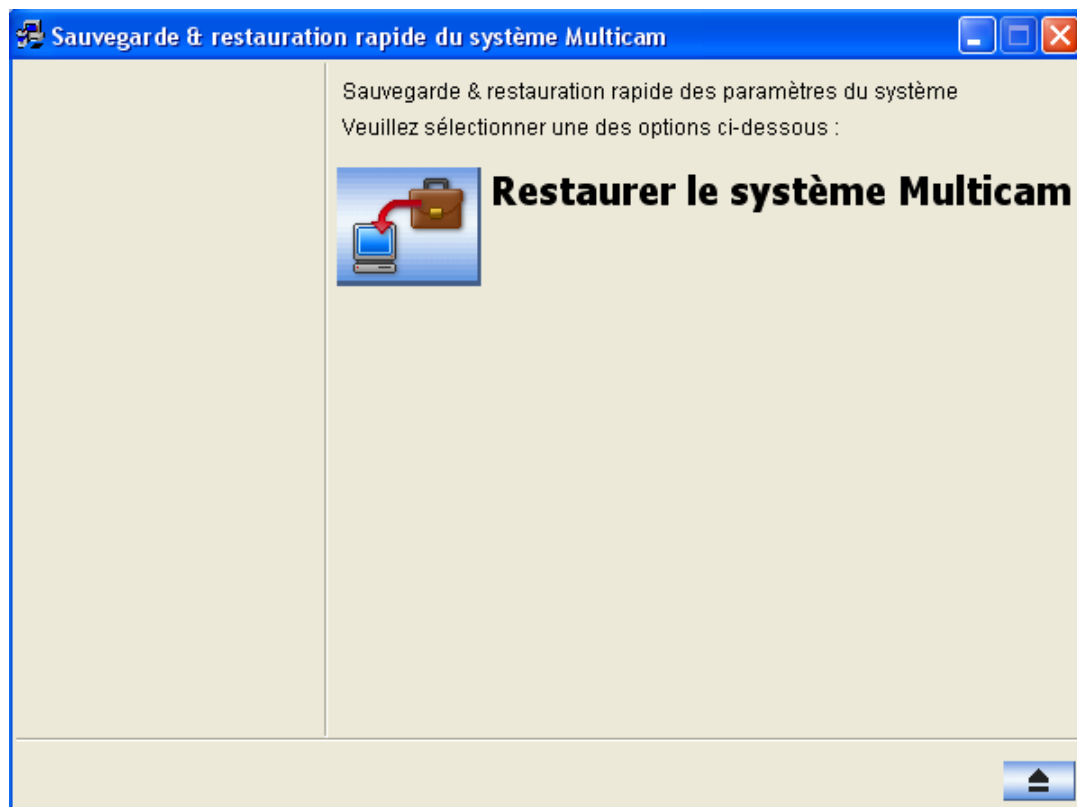 Sauvegarde & restauration rapide du système Multicam
Sauvegarde & restauration rapide des paramètres du système
Veuillez sélectionner une des options ci-dessous :
Restaurer le système Multicam